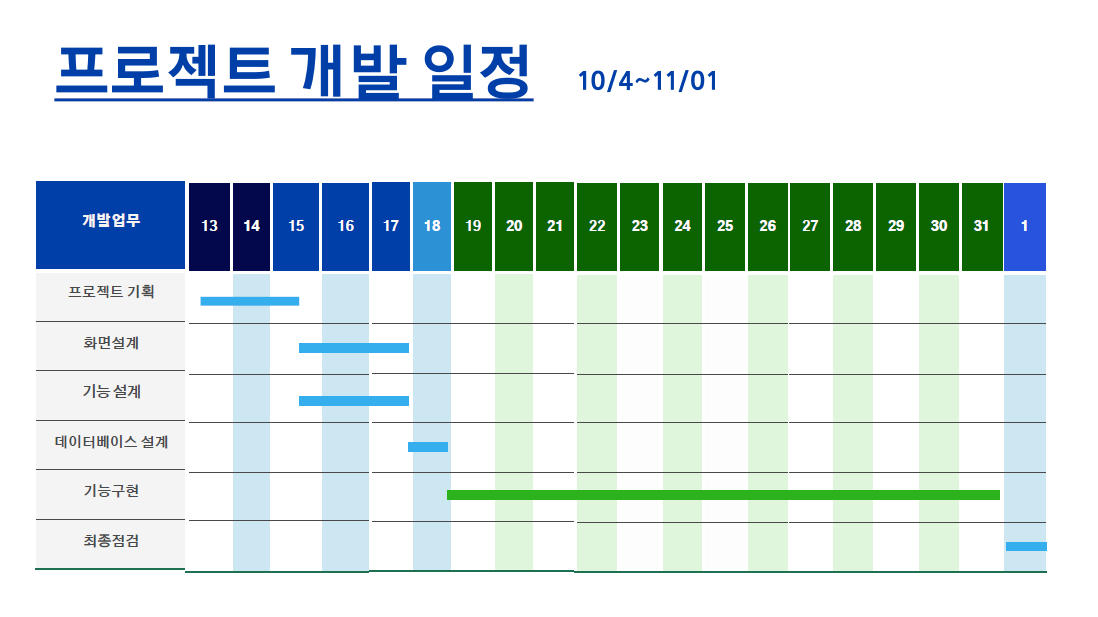 프로젝트 개발 일정 10/4~11/01
개발업무 13 14 15 16 17 18 19 20 21 22 23 24 25 26 27 28 29 30 31 1
프로젝트 기획
화면설계
기능 설계
데이터베이스 설계
기능구현
최종점검